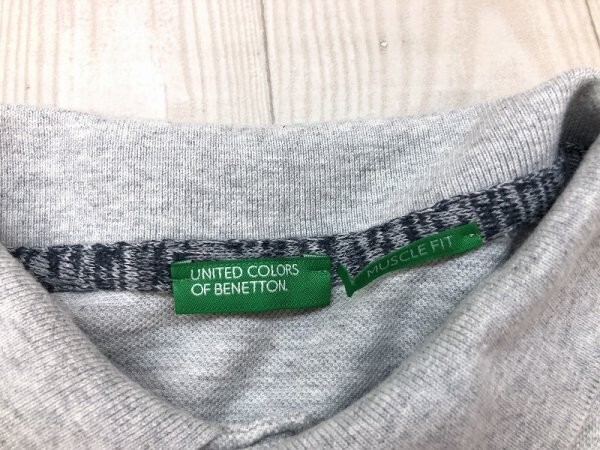 UNITED COLORS
OF BENETTON.
MUSCLE FIT